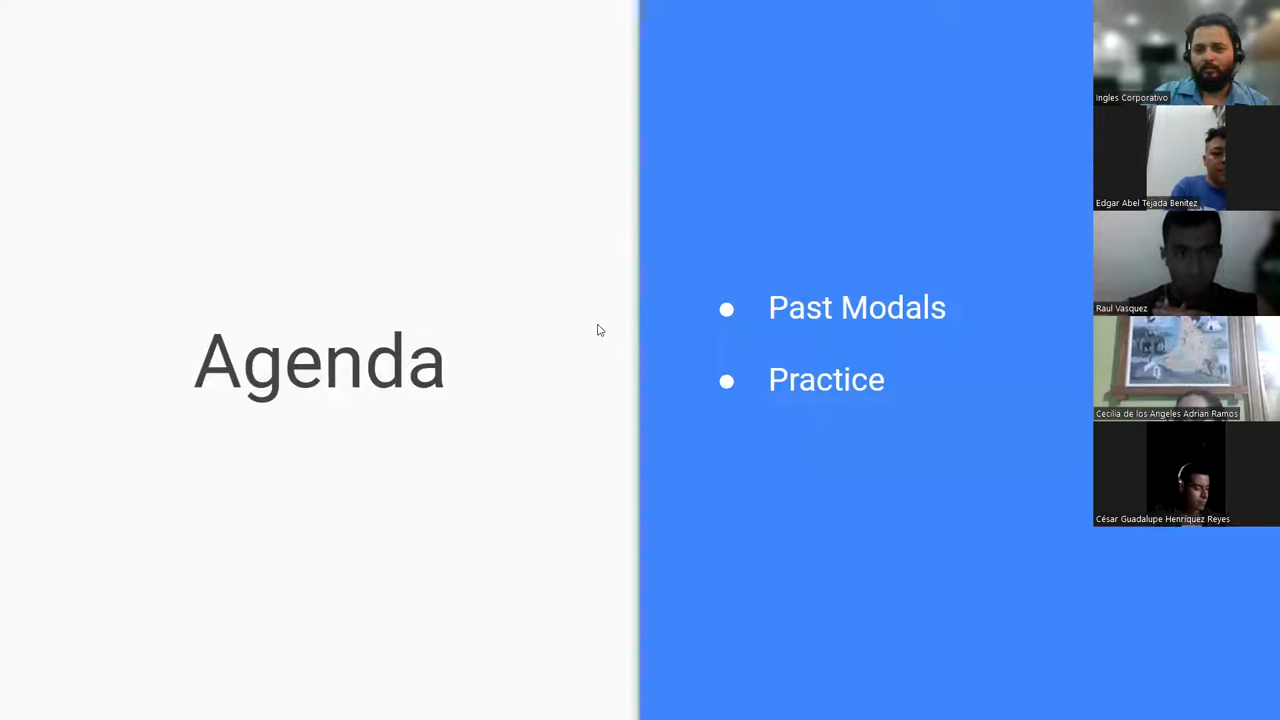 Agenda
Past Modals
Practice
Ingles Corporativo
Edgar Abel Tejada Benitez
Raul Vasquez
Cecilia de los Angeles Adrian Ramos
César Guadalupe Henríquez Reyes